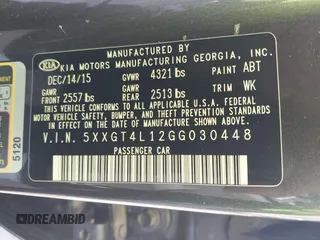 MANUFACTURED BY
KIA KIA MOTORS MANUFACTURING GEORGIA, INC.
DEC/14/15 GVWR 4321 lbs PAINT ABT
GAWR FRONT 2557 lbs GAWR REAR 2513 lbs TRIM WK
THIS VEHICLE CONFORMS TO ALL APPLICABLE FEDERAL MOTOR VEHICLE SAFETY, BUMPER, AND THEFT PREVENTION STANDARDS IN EFFECT ON THE DATE OF MANUFACTURE SHOWN ABOVE.
V.I.N. 5XXGT4L12GG030448
PASSENGER CAR
5120
DREAMBID